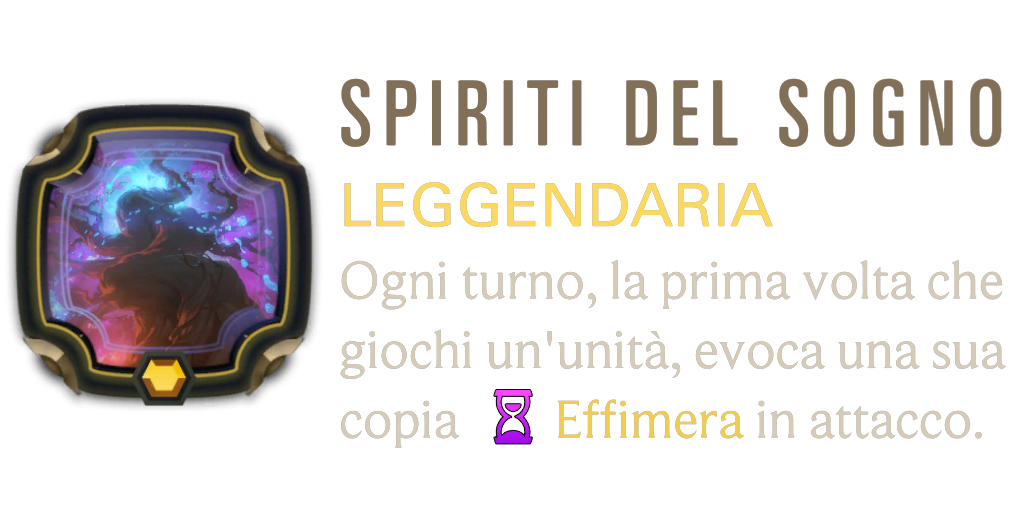 SPIRITI DEL SOGNO
LEGGENDARIA
Ogni turno, la prima volta che
giochi un'unità, evoca una sua
copia Effimera in attacco.